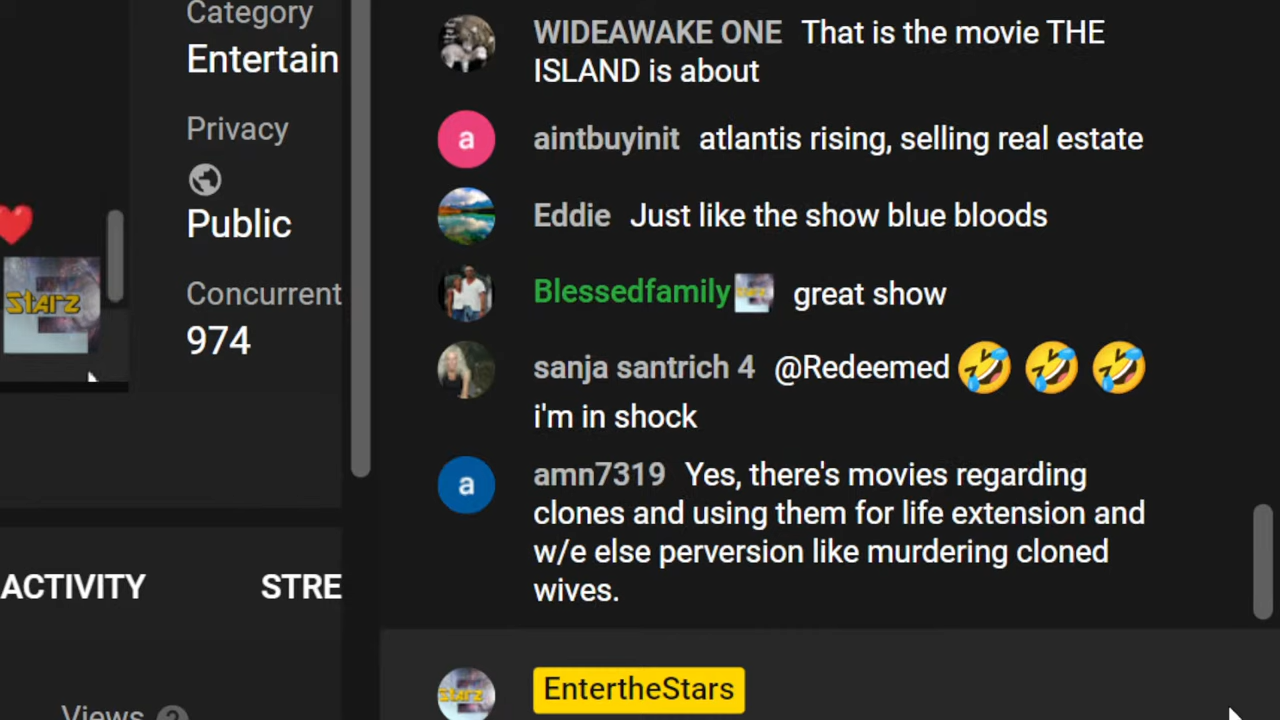 Category
Entertain
Privacy
Public
Concurrent
974
starz
ACTIVITY STRE
Views ?
WIDEAWAKE ONE That is the movie THE
ISLAND is about
a aintbuyinit atlantis rising, selling real estate
Eddie Just like the show blue bloods
Blessedfamily great show
sanja santrich 4 @Redeemed 🤣 🤣 🤣
i'm in shock
a amn7319 Yes, there's movies regarding
clones and using them for life extension and
w/e else perversion like murdering cloned
wives.
starz EntertheStars